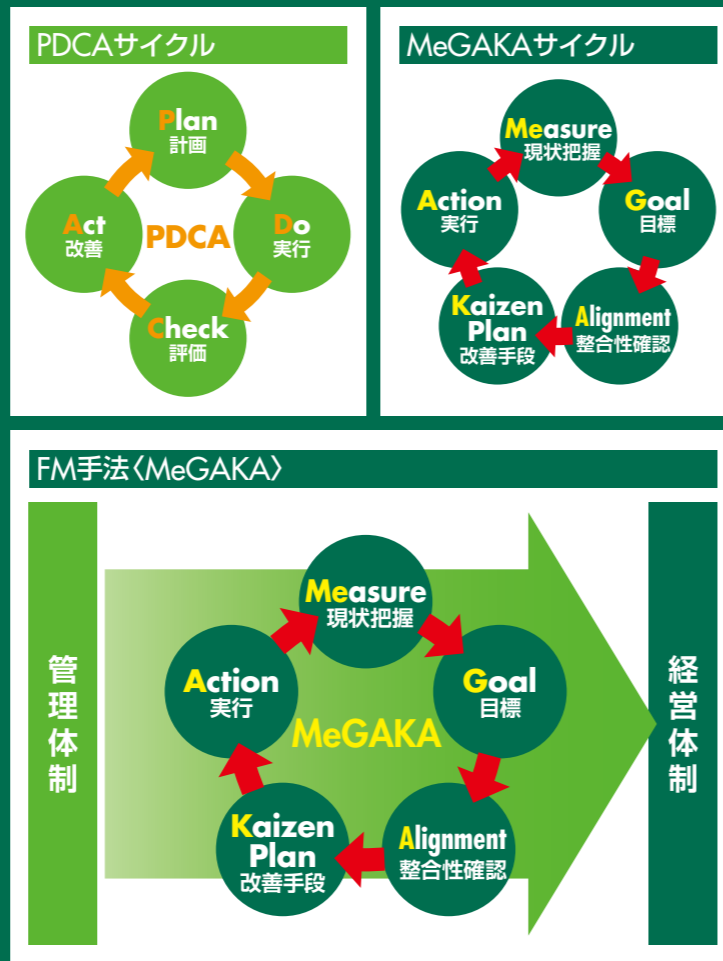 PDCAサイクル
Plan
計画
Do
実行
Check
評価
Act
改善
PDCA
MeGAKAサイクル
Measure
現状把握
Goal
目標
Alignment
整合性確認
Kaizen
Plan
改善手段
Action
実行
FM手法〈MeGAKA〉
管理体制
Measure
現状把握
Goal
目標
Alignment
整合性確認
Kaizen
Plan
改善手段
Action
実行
MeGAKA
経営体制